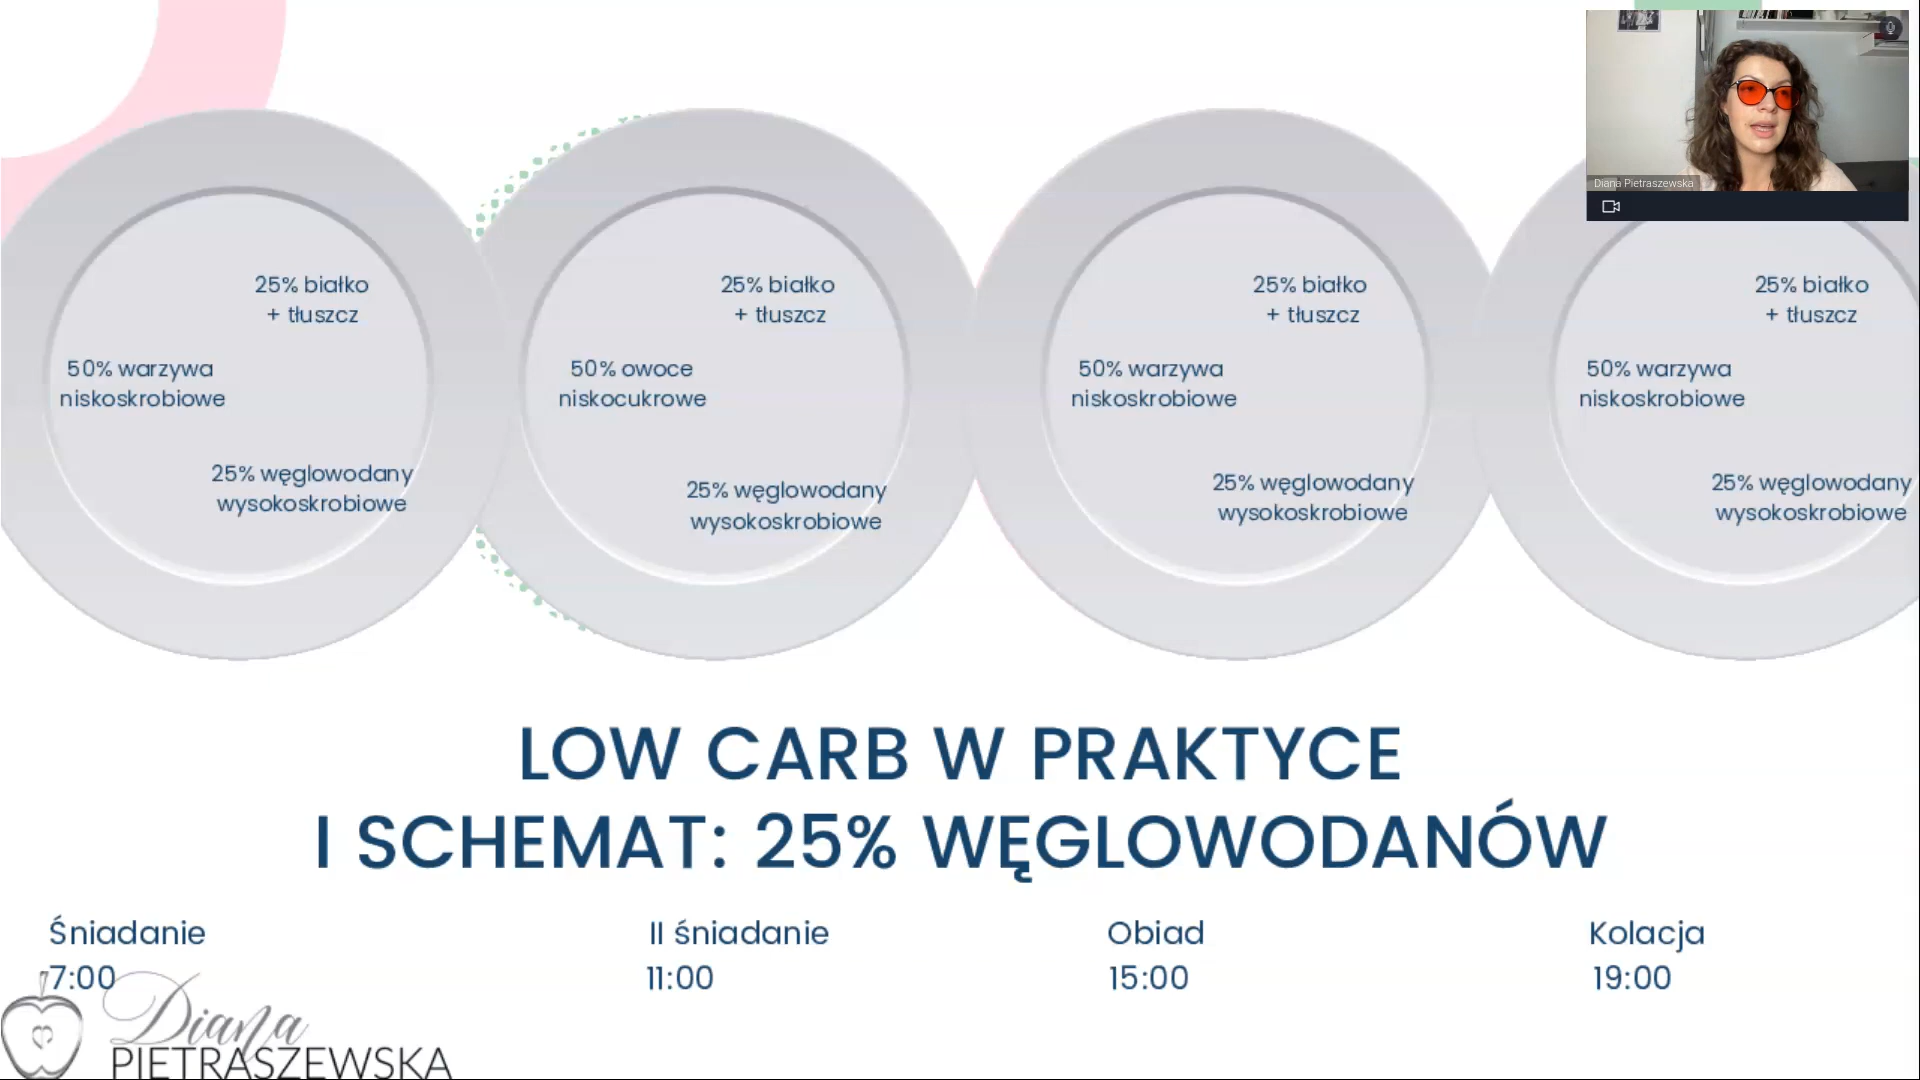 Diana Pietraszewska
25% białko
+ tłuszcz
50% warzywa
niskoskrobiowe
25% węglowodany
wysokoskrobiowe
25% białko
+ tłuszcz
50% owoce
niskocukrowe
25% węglowodany
wysokoskrobiowe
25% białko
+ tłuszcz
50% warzywa
niskoskrobiowe
25% węglowodany
wysokoskrobiowe
25% białko
+ tłuszcz
50% warzywa
niskoskrobiowe
25% węglowodany
wysokoskrobiowe
LOW CARB W PRAKTYCE
I SCHEMAT: 25% WĘGLOWODANÓW
Śniadanie
7:00
II śniadanie
11:00
Obiad
15:00
Kolacja
19:00
Diana
PIETRASZEWSKA